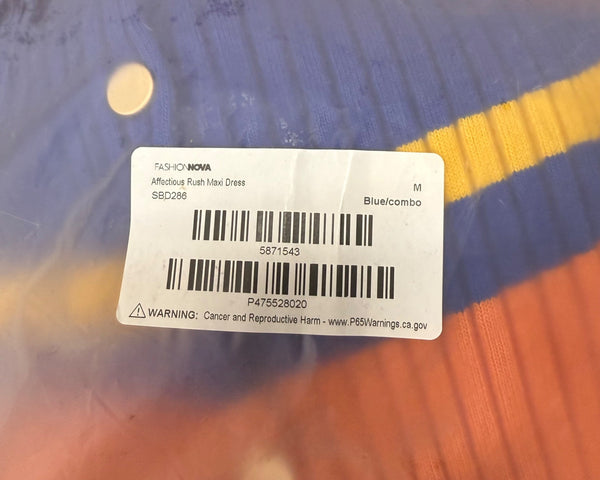 FASHIONNOVA
Affectious Rush Maxi Dress
SBD286
M
Blue/combo
5871543
P475528020
WARNING: Cancer and Reproductive Harm - www.P65Warnings.ca.gov